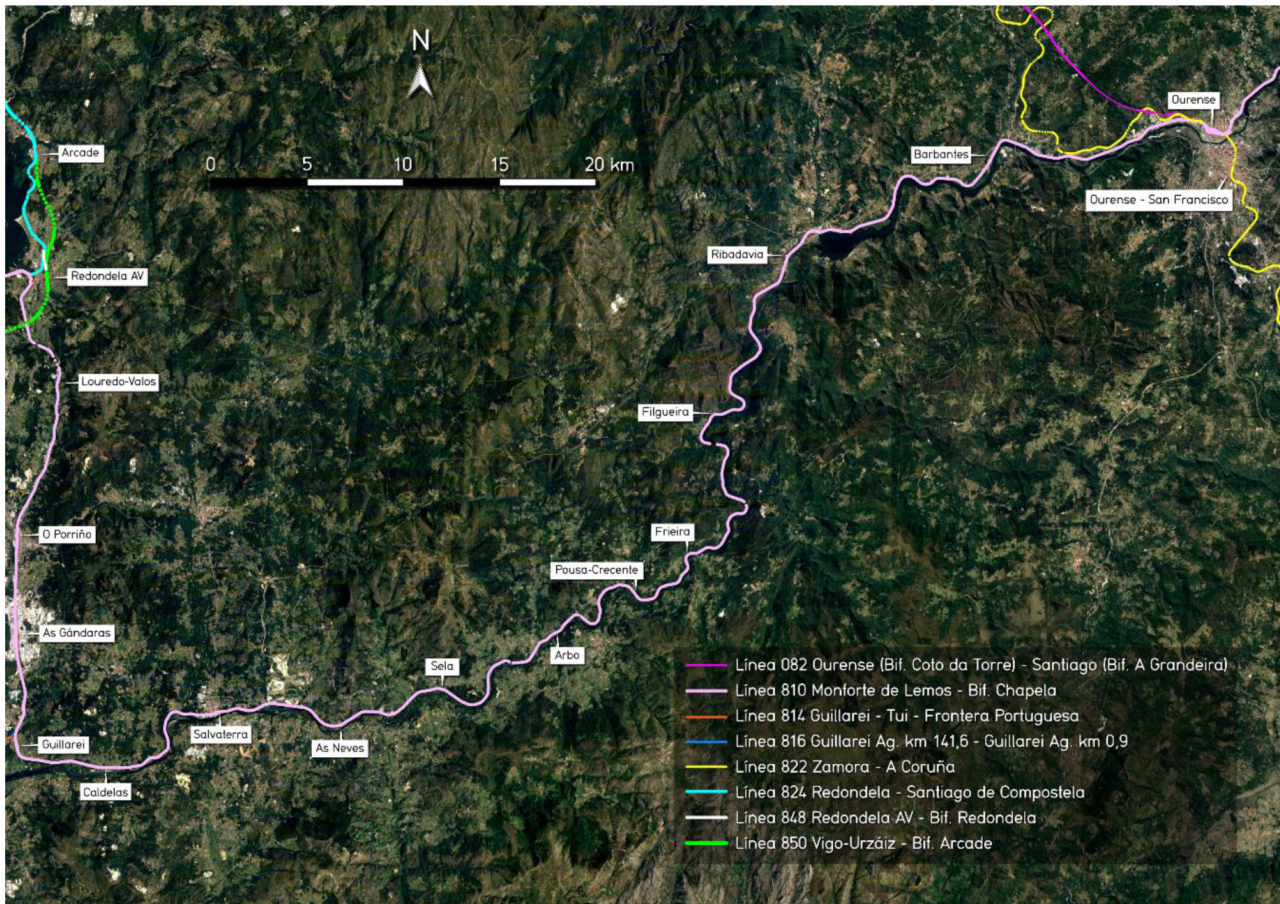 N
0 5 10 15 20 km
Ourense
Arcade
Barbantes
Ourense - San Francisco
Ribadavia
Redondela AV
Louredo-Valos
Filgueira
O Porriño
Frieira
Pousa-Crecente
As Gándaras
Arbo
Sela
Salvaterra
Guillarei
As Neves
Caldelas
Línea 082 Ourense (Bif. Coto da Torre) - Santiago (Bif. A Grandeira)
Línea 810 Monforte de Lemos - Bif. Chapela
Línea 814 Guillarei - Tui - Frontera Portuguesa
Línea 816 Guillarei Ag. km 141,6 - Guillarei Ag. km 0,9
Línea 822 Zamora - A Coruña
Línea 824 Redondela - Santiago de Compostela
Línea 848 Redondela AV - Bif. Redondela
Línea 850 Vigo-Urzáiz - Bif. Arcade